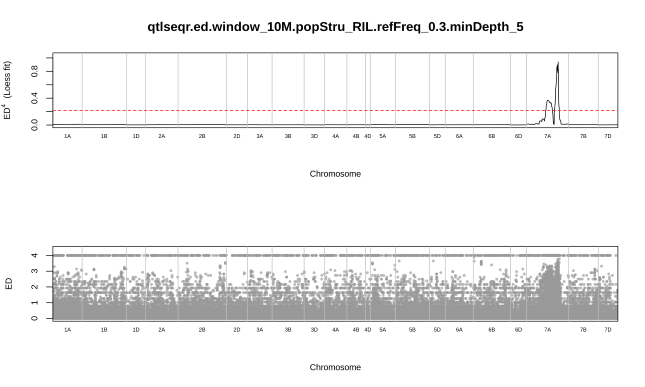 qtlseqr.ed.window_10M.popStru_RIL.refFreq_0.3.minDepth_5
ED⁴ (Loess fit)
0.8
0.4
0.0
1A 1B 1D 2A 2B 2D 3A 3B 3D 4A 4B 4D 5A 5B 5D 6A 6B 6D 7A 7B 7D
Chromosome
ED
4
3
2
1
0
1A 1B 1D 2A 2B 2D 3A 3B 3D 4A 4B 4D 5A 5B 5D 6A 6B 6D 7A 7B 7D
Chromosome